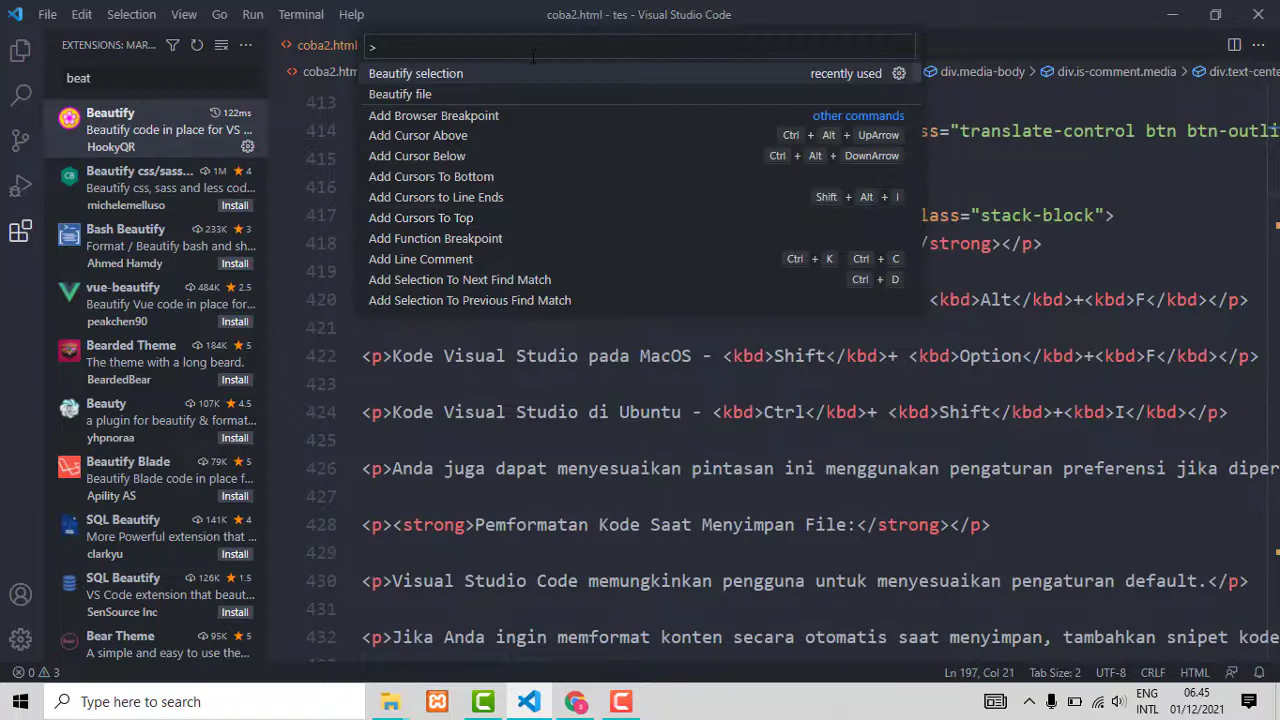 File Edit Selection View Go Run Terminal Help coba2.html - tes - Visual Studio Code
EXTENSIONS: MAR... ···
beat
Beautify 122ms
Beautify code in place for VS ...
HookyQR
Beautify css/sass... 1M 4
Beautify css, sass and less cod...
michelemelluso Install
Bash Beautify 233K 3
Format / Beautify bash and sh...
Ahmed Hamdy Install
vue-beautify 484K 2.5
Beautify Vue code in place for...
peakchen90 Install
Bearded Theme 184K 5
The theme with a long beard.
BeardedBear Install
Beauty 107K 4.5
a plugin for beautify & format...
yhpnoraa Install
Beautify Blade 79K 5
Beautify Blade code in place f...
Apility AS Install
SQL Beautify 141K 4
More Powerful extension that ...
clarkyu Install
SQL Beautify 126K 1.5
VS Code extension that beaut...
SenSource Inc Install
Bear Theme 95K 5
A simple and easy to use the...
<> coba2.html ···
<> coba2.htm
div.media-body > div.is-comment.media > div.text-cente
>
Beautify selection recently used
Beautify file
Add Browser Breakpoint other commands
Add Cursor Above Ctrl + Alt + UpArrow
Add Cursor Below Ctrl + Alt + DownArrow
Add Cursors To Bottom
Add Cursors to Line Ends Shift + Alt + I
Add Cursors To Top
Add Function Breakpoint
Add Line Comment Ctrl + K Ctrl + C
Add Selection To Next Find Match Ctrl + D
Add Selection To Previous Find Match
413
414 ss="translate-control btn btn-outli
415
416
417 lass="stack-block">
418 /strong></p>
419
420 <kbd>Alt</kbd>+<kbd>F</kbd></p>
421
422 <p>Kode Visual Studio pada MacOS - <kbd>Shift</kbd>+ <kbd>Option</kbd>+<kbd>F</kbd></p>
423
424 <p>Kode Visual Studio di Ubuntu - <kbd>Ctrl</kbd>+ <kbd>Shift</kbd>+<kbd>I</kbd></p>
425
426 <p>Anda juga dapat menyesuaikan pintasan ini menggunakan pengaturan preferensi jika diper
427
428 <p><strong>Pemformatan Kode Saat Menyimpan File:</strong></p>
429
430 <p>Visual Studio Code memungkinkan pengguna untuk menyesuaikan pengaturan default.</p>
431
432 <p>Jika Anda ingin memformat konten secara otomatis saat menyimpan, tambahkan snipet kode
0 3 Ln 197, Col 21 Tab Size: 2 UTF-8 CRLF HTML
Type here to search
ENG
INTL
06.45
01/12/2021